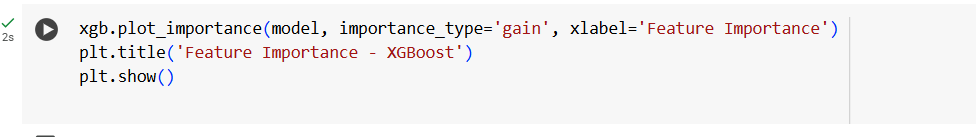 xgb.plot_importance(model, importance_type='gain', xlabel='Feature Importance')
plt.title('Feature Importance - XGBoost')
plt.show()
2s